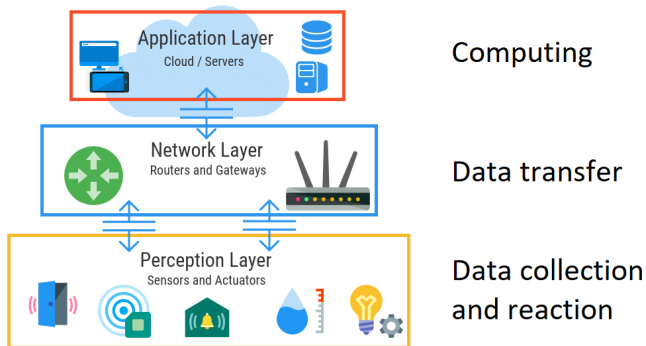 Application Layer
Cloud / Servers
Computing
Network Layer
Routers and Gateways
Data transfer
Perception Layer
Sensors and Actuators
Data collection
and reaction